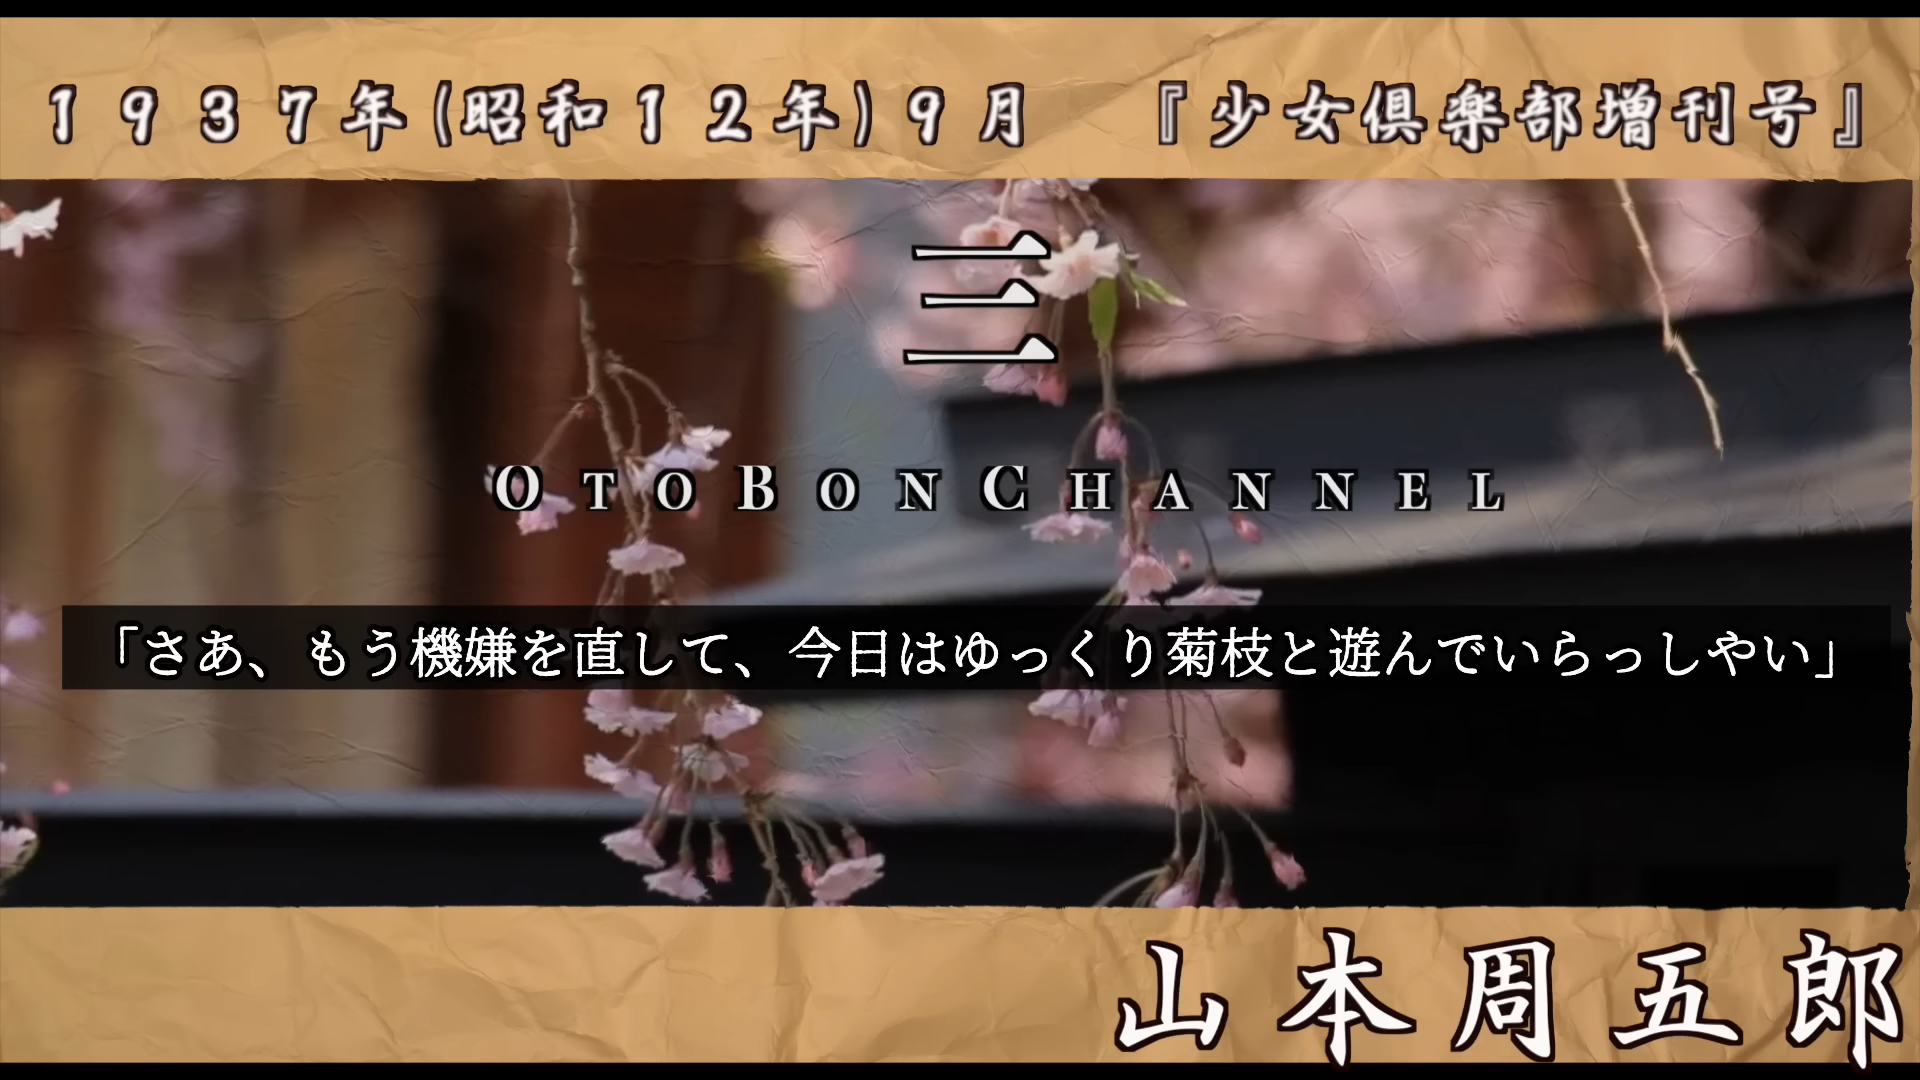 １９３７年(昭和１２年)９月　『少女倶楽部増刊号』
三
OTOBONCHANNEL
「さあ、もう機嫌を直して、今日はゆっくり菊枝と遊んでいらっしやい」
山本周五郎